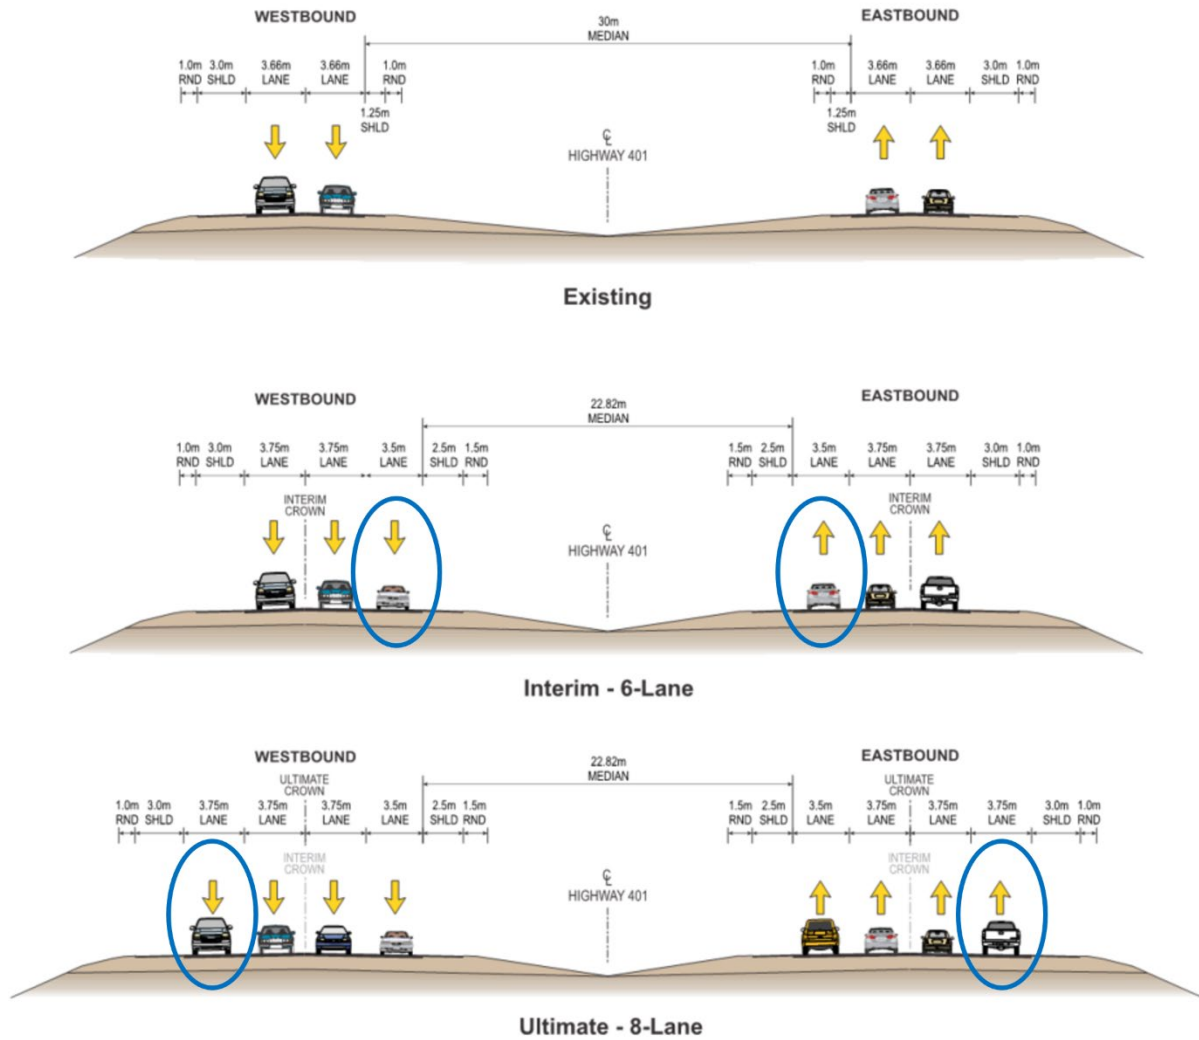 WESTBOUND
EASTBOUND
30m
MEDIAN
1.0m 3.0m 3.66m 3.66m 1.0m
RND SHLD LANE LANE RND
1.25m
SHLD
3.66m 3.66m 3.0m 1.0m
1.0m LANE LANE SHLD RND
RND
1.25m
SHLD
℄
HIGHWAY 401
Existing
WESTBOUND
EASTBOUND
22.82m
MEDIAN
1.0m 3.0m 3.75m 3.75m 3.5m 2.5m 1.5m
RND SHLD LANE LANE LANE SHLD RND
1.5m 2.5m 3.5m 3.75m 3.75m 3.0m 1.0m
RND SHLD LANE LANE LANE SHLD RND
INTERIM
CROWN
INTERIM
CROWN
℄
HIGHWAY 401
Interim - 6-Lane
WESTBOUND
EASTBOUND
22.82m
MEDIAN
ULTIMATE
CROWN
ULTIMATE
CROWN
1.0m 3.0m 3.75m 3.75m 3.75m 3.5m 2.5m 1.5m
RND SHLD LANE LANE LANE LANE SHLD RND
1.5m 2.5m 3.5m 3.75m 3.75m 3.75m 3.0m 1.0m
RND SHLD LANE LANE LANE LANE SHLD RND
INTERIM
CROWN
INTERIM
CROWN
℄
HIGHWAY 401
Ultimate - 8-Lane